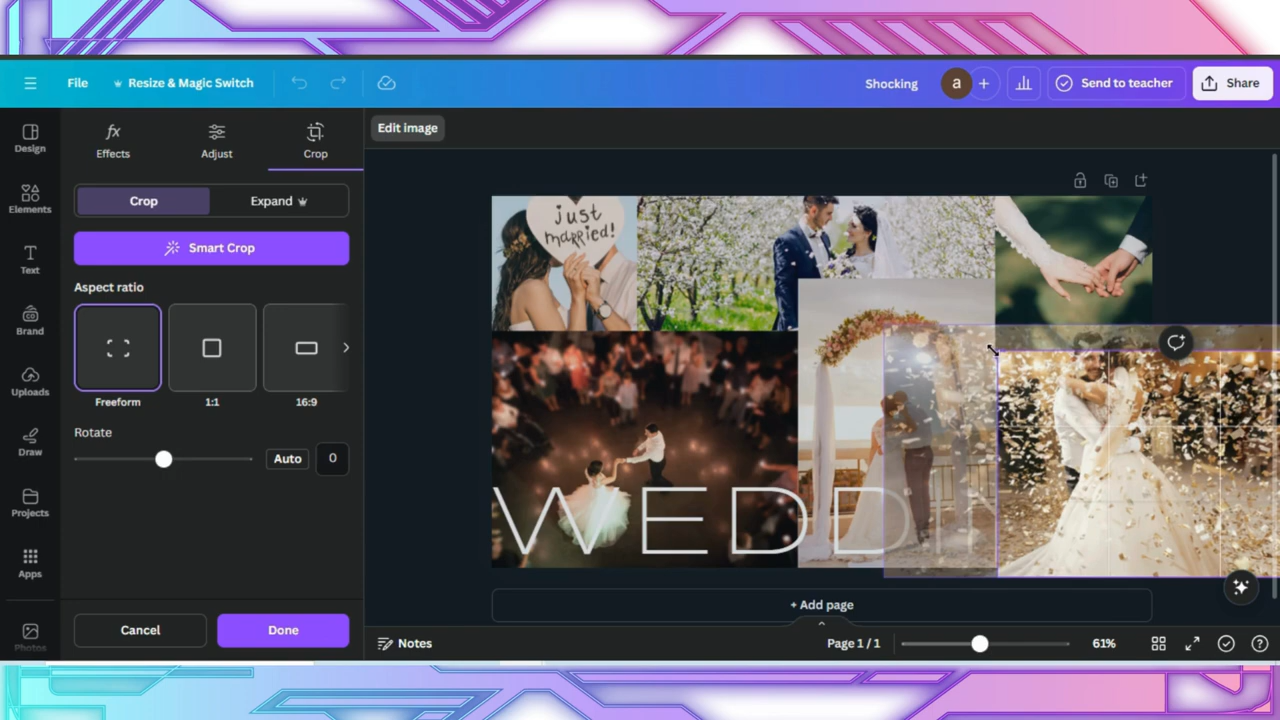 File
Resize & Magic Switch
Shocking
a
+
Send to teacher
Share
Design
Elements
Text
Brand
Uploads
Draw
Projects
Apps
Photos
fx
Effects
Adjust
Crop
Crop
Expand
Smart Crop
Aspect ratio
Freeform
1:1
16:9
Rotate
Auto
0
Cancel
Done
Edit image
just
married!
WEDDIN
+ Add page
Notes
Page 1 / 1
61%